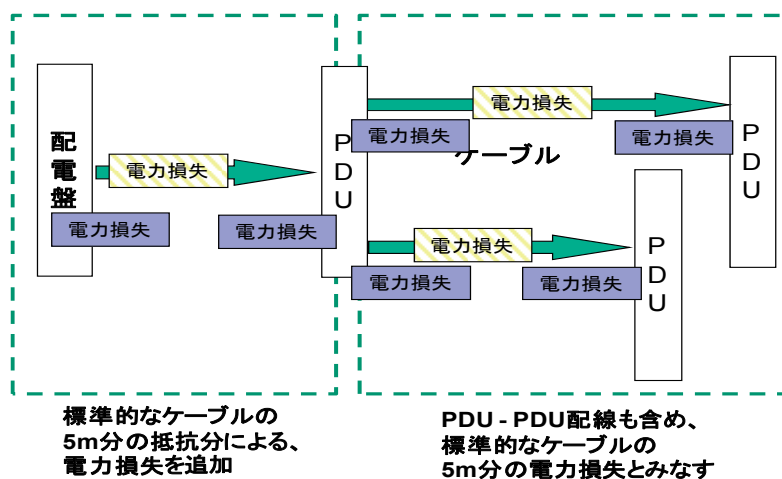 配電盤
電力損失
電力損失
電力損失
PDU
電力損失
電力損失
電力損失
PDU
ケーブル
電力損失
電力損失
電力損失
PDU
標準的なケーブルの
5m分の抵抗分による、
電力損失を追加
PDU - PDU配線も含め、
標準的なケーブルの
5m分の電力損失とみなす